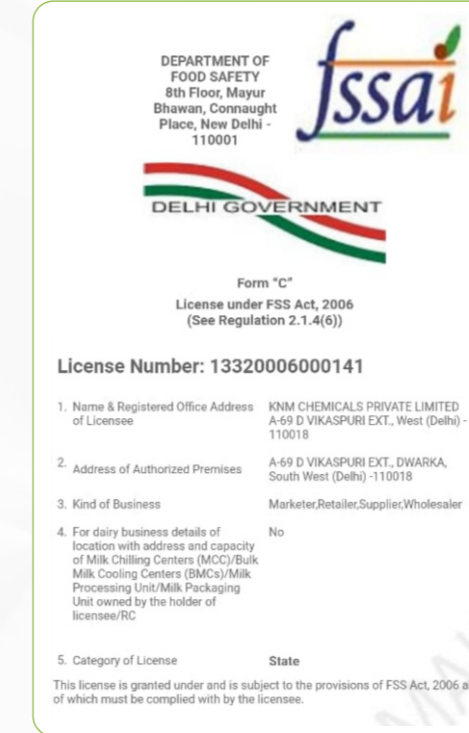 DEPARTMENT OF
FOOD SAFETY
8th Floor, Mayur
Bhawan, Connaught
Place, New Delhi -
110001
fssai
DELHI GOVERNMENT
Form “C”
License under FSS Act, 2006
(See Regulation 2.1.4(6))
License Number: 13320006000141
1. Name & Registered Office Address
of Licensee
KNM CHEMICALS PRIVATE LIMITED
A-69 D VIKASPURI EXT., West (Delhi) -
110018
2. Address of Authorized Premises
A-69 D VIKASPURI EXT., DWARKA,
South West (Delhi) -110018
3. Kind of Business
Marketer,Retailer,Supplier,Wholesaler
4. For dairy business details of
location with address and capacity
of Milk Chilling Centers (MCC)/Bulk
Milk Cooling Centers (BMCs)/Milk
Processing Unit/Milk Packaging
Unit owned by the holder of
licensee/RC
No
5. Category of License
State
This license is granted under and is subject to the provisions of FSS Act, 2006 a
of which must be complied with by the licensee.